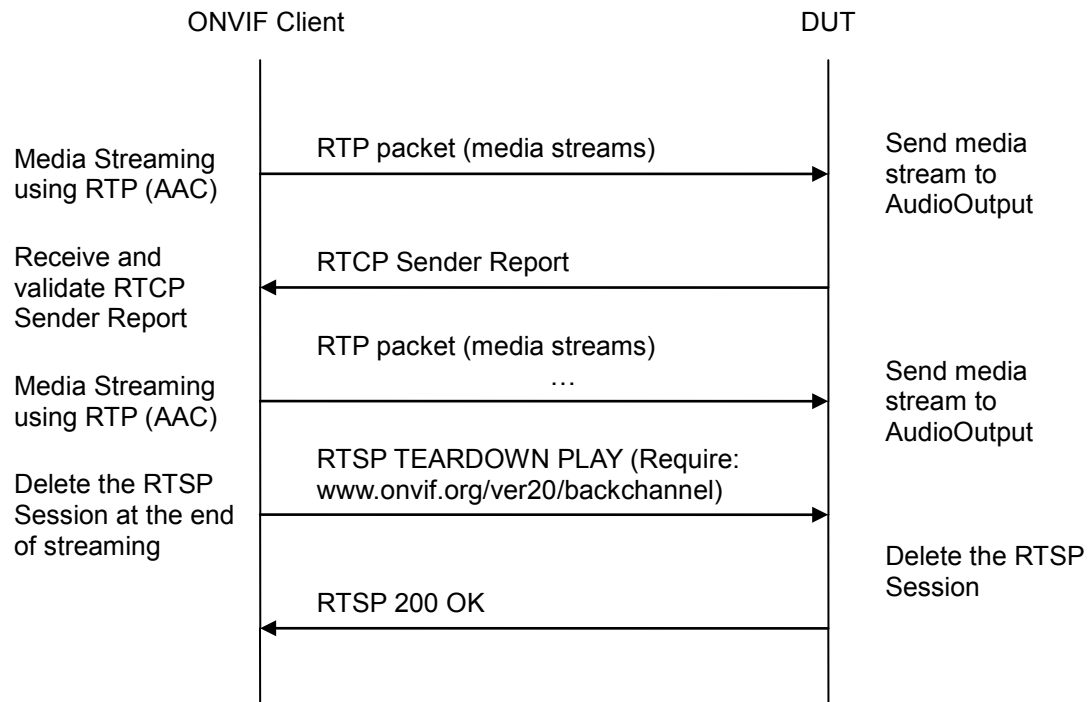 ONVIF Client
DUT
Media Streaming
using RTP (AAC)
RTP packet (media streams)
Send media
stream to
AudioOutput
Receive and
validate RTCP
Sender Report
RTCP Sender Report
RTP packet (media streams)
…
Media Streaming
using RTP (AAC)
Send media
stream to
AudioOutput
RTSP TEARDOWN PLAY (Require:
www.onvif.org/ver20/backchannel)
Delete the RTSP
Session at the end
of streaming
Delete the RTSP
Session
RTSP 200 OK